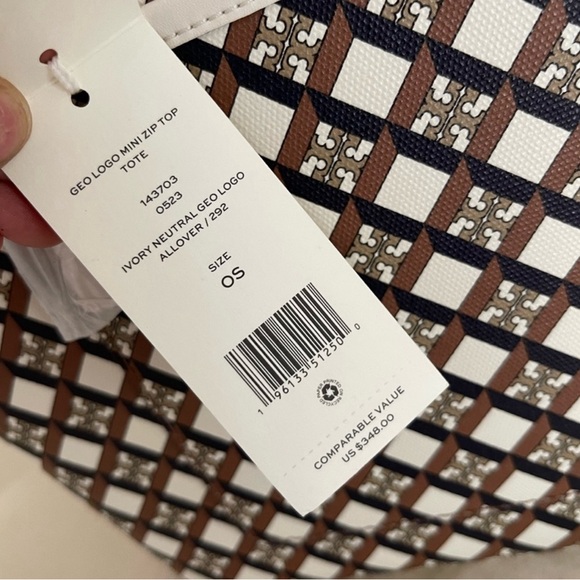 GEO LOGO MINI ZIP TOP
TOTE
143703
0523
IVORY NEUTRAL GEO LOGO
ALLOVER / 292
SIZE
OS
1 96133 51250 0
COMPARABLE VALUE
US $348.00